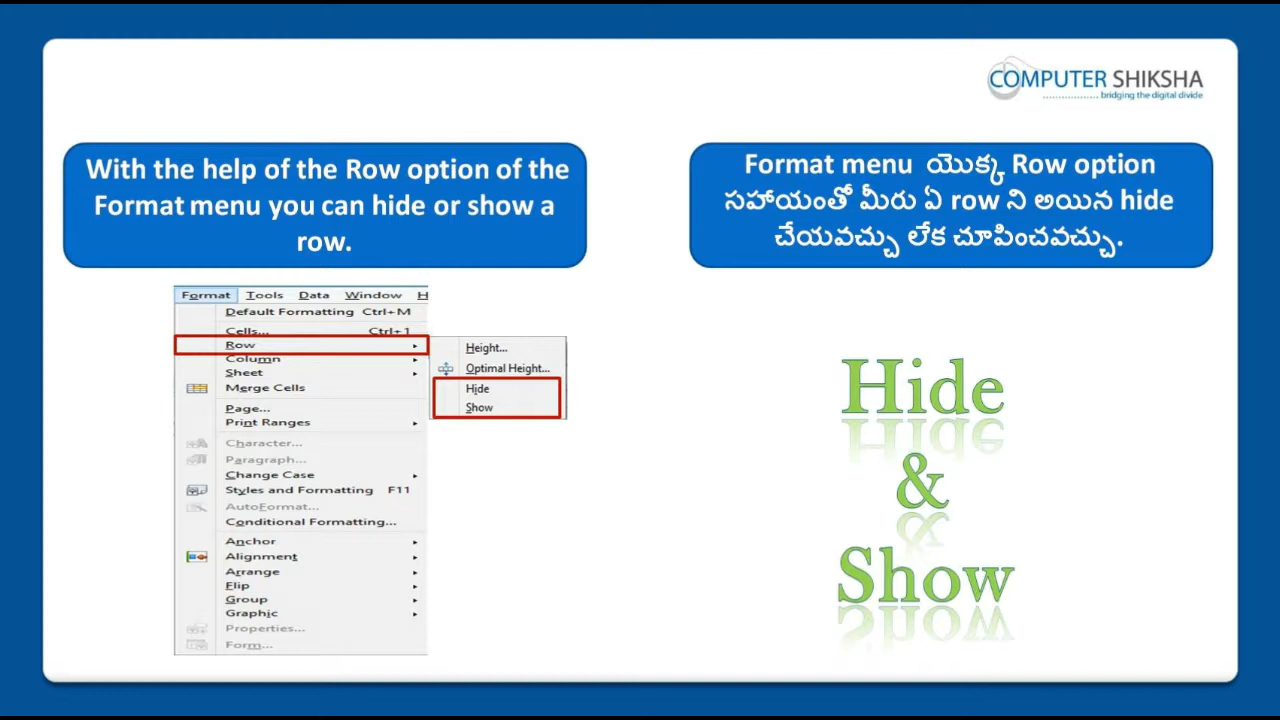 COMPUTER SHIKSHA
bridging the digital divide
With the help of the Row option of the
Format menu you can hide or show a
row.
Format menu యొక్క Row option
సహాయంతో మీరు ఏ row ని అయిన hide
చేయవచ్చు లేక చూపించవచ్చు.
Format Tools Data Window H
Default Formatting Ctrl+M
Cells... Ctrl+1
Row
Column
Sheet
Merge Cells
Page...
Print Ranges
Character...
Paragraph...
Change Case
Styles and Formatting F11
AutoFormat...
Conditional Formatting...
Anchor
Alignment
Arrange
Flip
Group
Graphic
Properties...
Form...
Height...
Optimal Height...
Hide
Show
Hide
&
Show